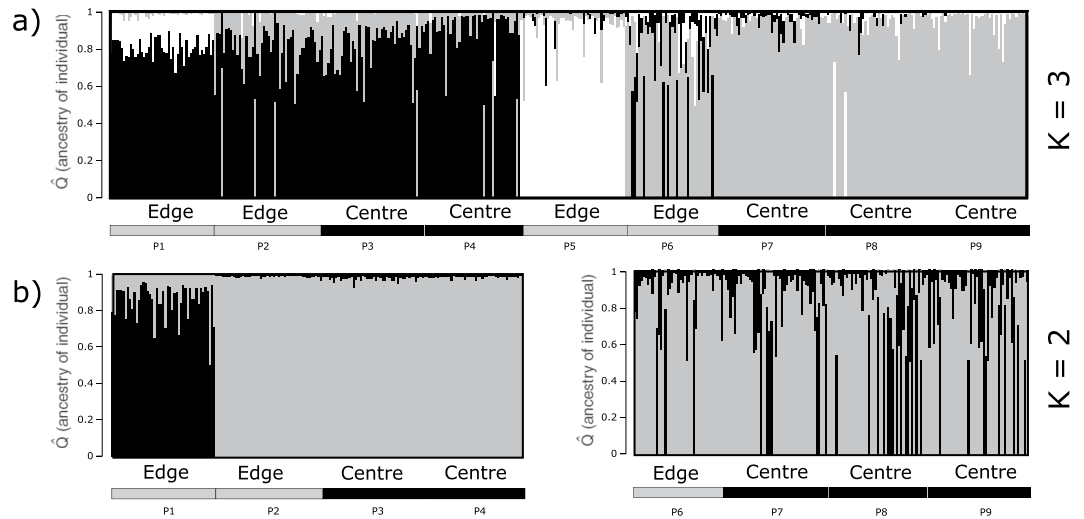 a)
1
0.8
0.6
0.4
0.2
0
Q̂ (ancestry of individual)
K = 3
Edge Edge Centre Centre Edge Edge Centre Centre Centre
P1 P2 P3 P4 P5 P6 P7 P8 P9
b)
1
0.8
0.6
0.4
0.2
0
Q̂ (ancestry of individual)
Edge Edge Centre Centre
P1 P2 P3 P4
1
0.8
0.6
0.4
0.2
0
Q̂ (ancestry of individual)
K = 2
Edge Centre Centre Centre
P6 P7 P8 P9